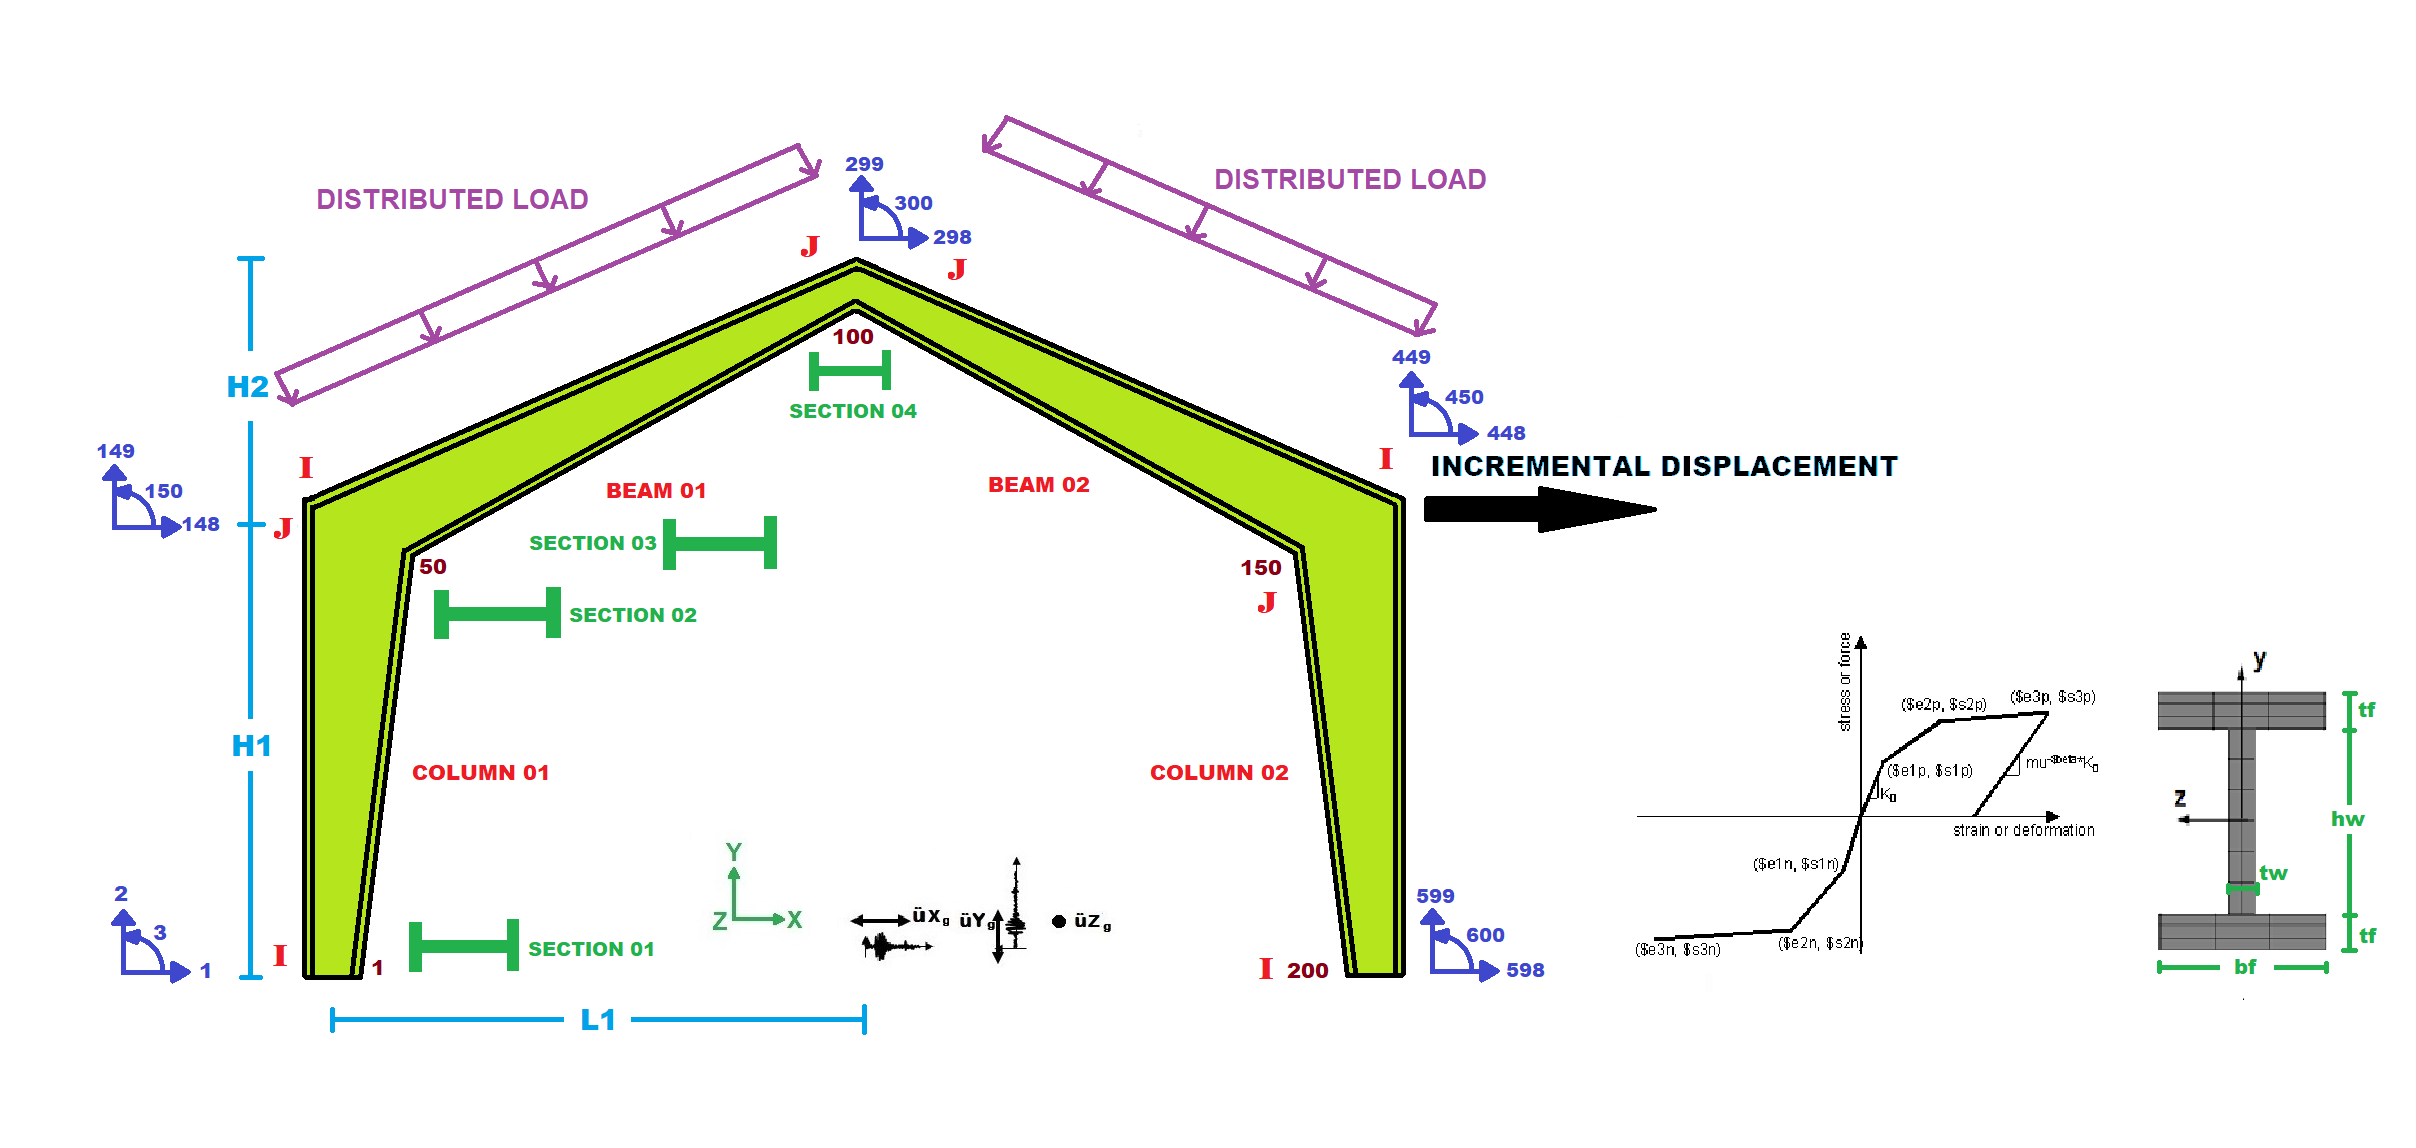 DISTRIBUTED LOAD
DISTRIBUTED LOAD
299
300
298
J
J
100
SECTION 04
H2
449
450
448
I
I
INCREMENTAL DISPLACEMENT
149
150
148
J
BEAM 01
BEAM 02
SECTION 03
50
150
J
SECTION 02
H1
COLUMN 01
COLUMN 02
2
3
1
I
1
SECTION 01
Y
Z
X
üXg
üYg
üZg
599
600
598
I
200
L1
stress or force
($e2p, $s2p)
($e3p, $s3p)
($e1p, $s1p)
mu-$beta*K0
K0
strain or deformation
($e1n, $s1n)
($e2n, $s2n)
($e3n, $s3n)
y
z
tf
hw
tw
tf
bf